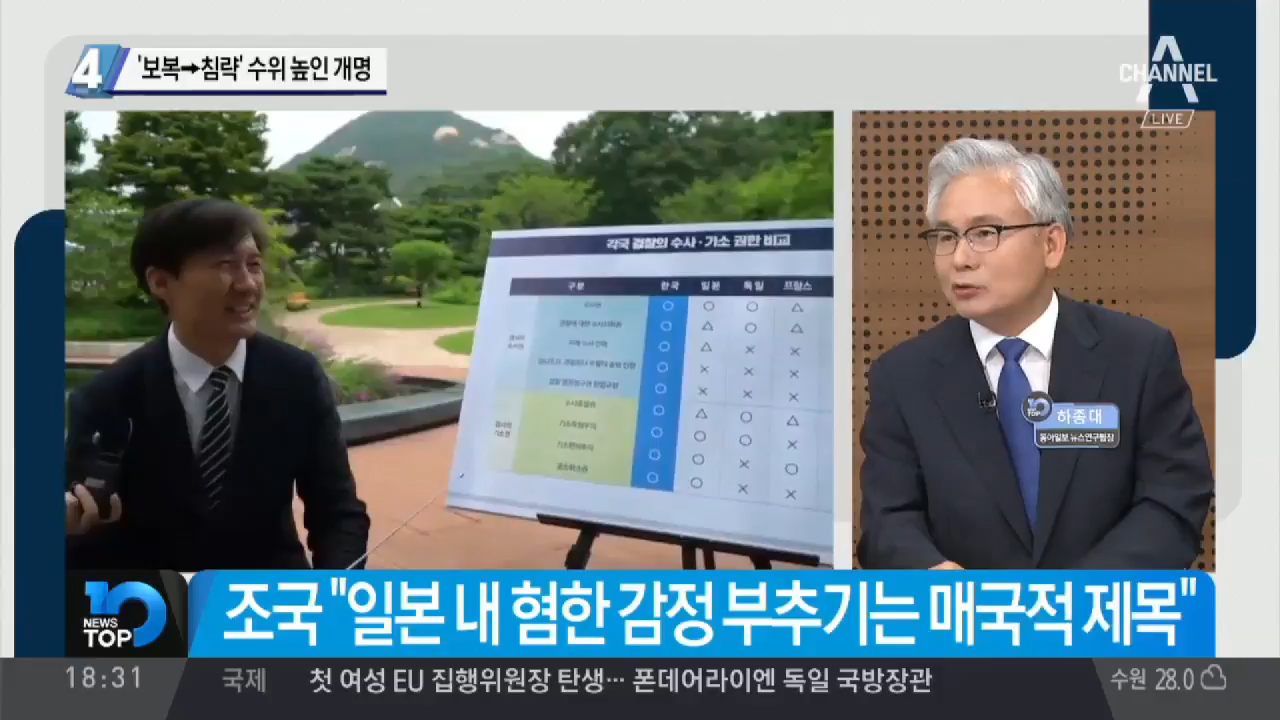 4 '보복→침략' 수위 높인 개명
CHANNEL A
LIVE
각국 검찰의 수사·기소 권한 비교
구분 한국 일본 독일 프랑스
○ ○ ○ △
○ △ ○ △
○ △ × ×
○ × × ×
○ × × ×
○ △ ○ △
○ ○ ○ ×
○ ○ × ○
○ ○ × ×
하종대
동아일보 뉴스연구팀장
NEWS TOP 10
조국 "일본 내 혐한 감정 부추기는 매국적 제목"
18:31 국제 첫 여성 EU 집행위원장 탄생… 폰데어라이엔 독일 국방장관 수원 28.0